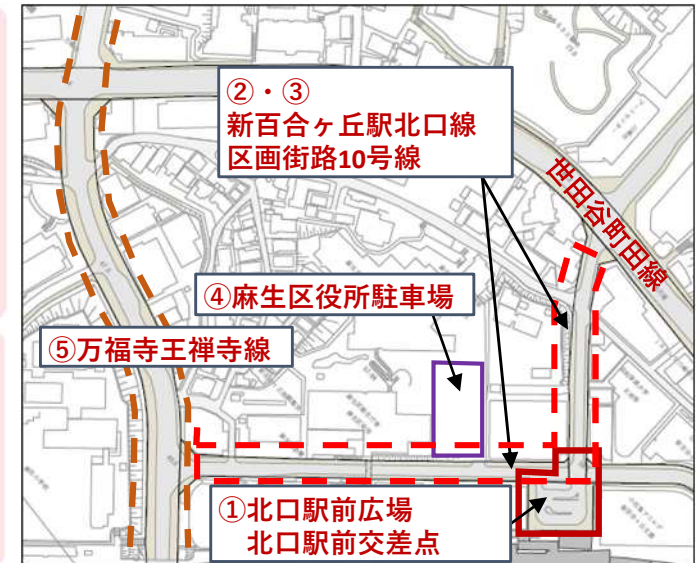 ②・③
新百合ヶ丘駅北口線
区画街路10号線
世田谷町田線
④麻生区役所駐車場
⑤万福寺王禅寺線
①北口駅前広場
北口駅前交差点